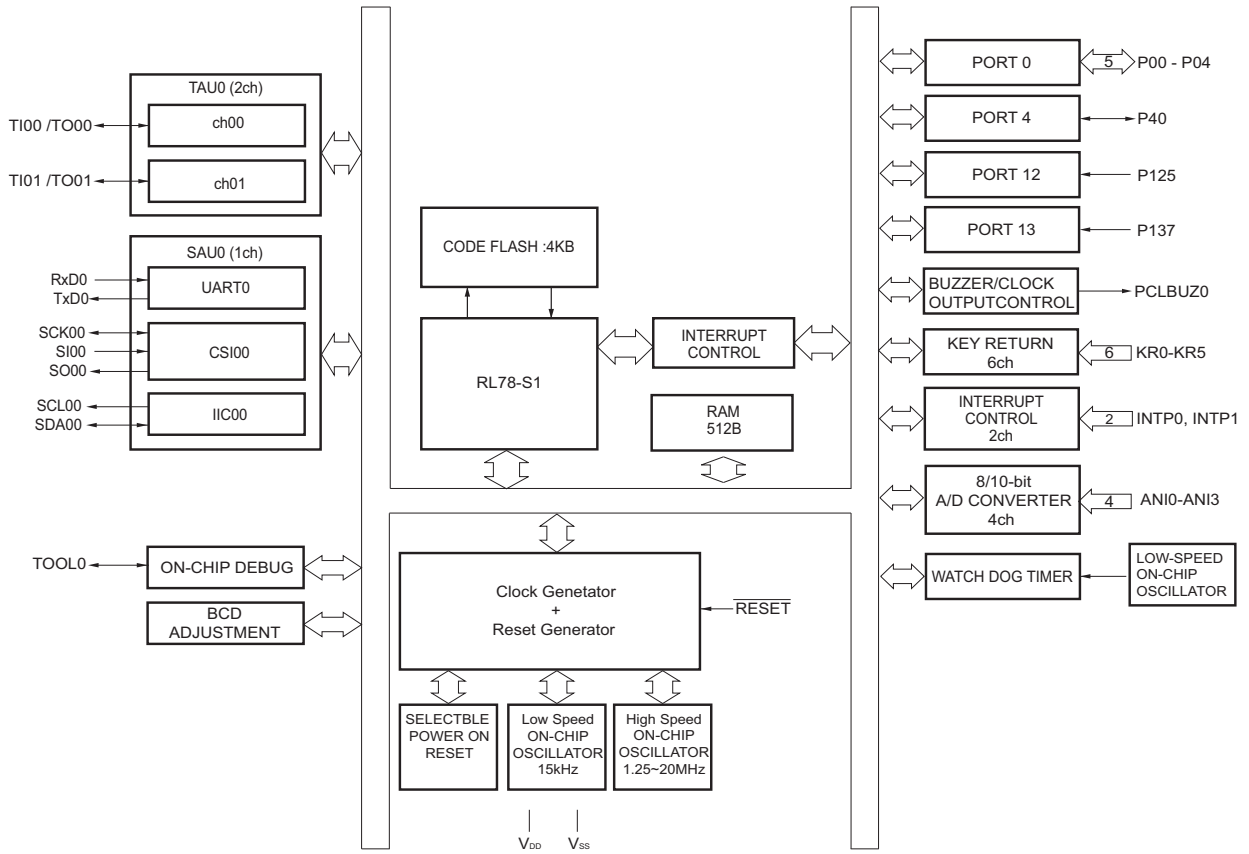 TAU0 (2ch)
TI00 /TO00
ch00
TI01 /TO01
ch01
SAU0 (1ch)
RxD0
TxD0
UART0
SCK00
SI00
SO00
CSI00
SCL00
SDA00
IIC00
TOOL0
ON-CHIP DEBUG
BCD
ADJUSTMENT
CODE FLASH :4KB
RL78-S1
INTERRUPT
CONTROL
RAM
512B
Clock Genetator
+
Reset Generator
RESET
SELECTBLE
POWER ON
RESET
Low Speed
ON-CHIP
OSCILLATOR
15kHz
High Speed
ON-CHIP
OSCILLATOR
1.25~20MHz
VDD
VSS
PORT 0
5
P00 - P04
PORT 4
P40
PORT 12
P125
PORT 13
P137
BUZZER/CLOCK
OUTPUTCONTROL
PCLBUZ0
KEY RETURN
6ch
6
KR0-KR5
INTERRUPT
CONTROL
2ch
2
INTP0, INTP1
8/10-bit
A/D CONVERTER
4ch
4
ANI0-ANI3
WATCH DOG TIMER
LOW-SPEED
ON-CHIP
OSCILLATOR